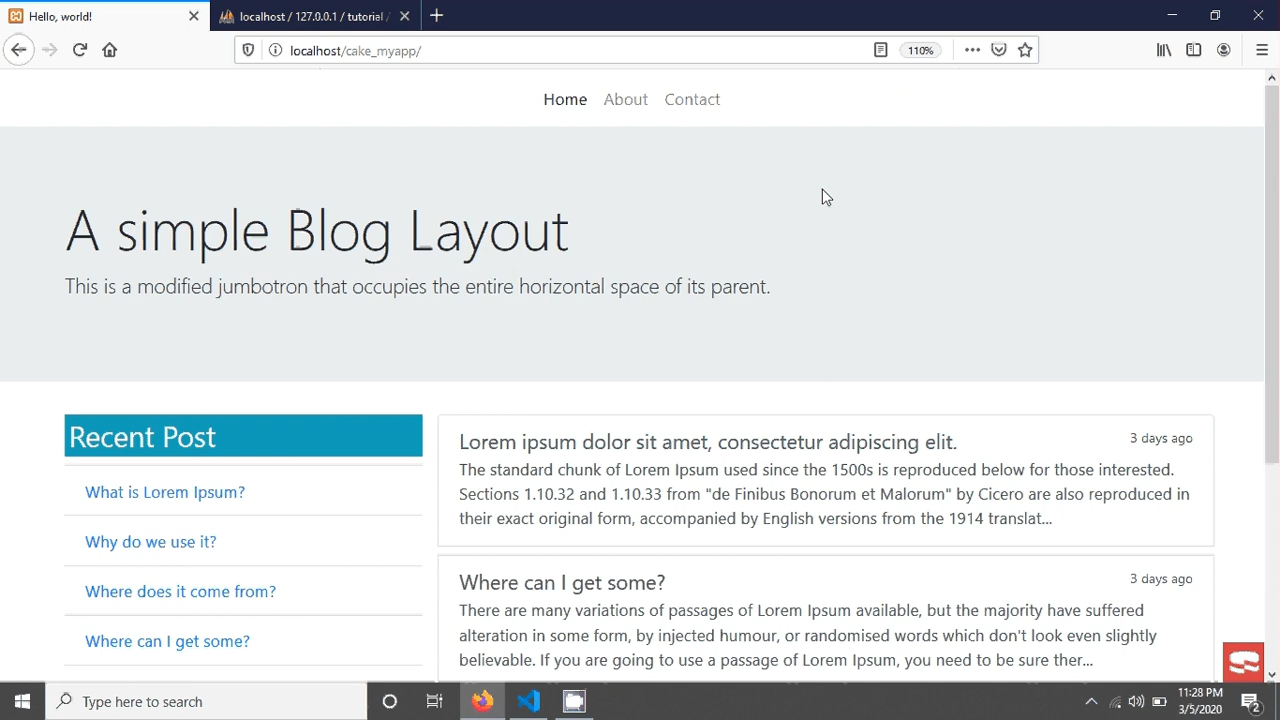 Hello, world!
localhost / 127.0.0.1 / tutorial /
localhost/cake_myapp/
110%
Home About Contact
A simple Blog Layout
This is a modified jumbotron that occupies the entire horizontal space of its parent.
Recent Post
What is Lorem Ipsum?
Why do we use it?
Where does it come from?
Where can I get some?
Lorem ipsum dolor sit amet, consectetur adipiscing elit.
3 days ago
The standard chunk of Lorem Ipsum used since the 1500s is reproduced below for those interested.
Sections 1.10.32 and 1.10.33 from "de Finibus Bonorum et Malorum" by Cicero are also reproduced in
their exact original form, accompanied by English versions from the 1914 translat...
Where can I get some?
3 days ago
There are many variations of passages of Lorem Ipsum available, but the majority have suffered
alteration in some form, by injected humour, or randomised words which don't look even slightly
believable. If you are going to use a passage of Lorem Ipsum, you need to be sure ther...
Type here to search
11:28 PM
3/5/2020
2